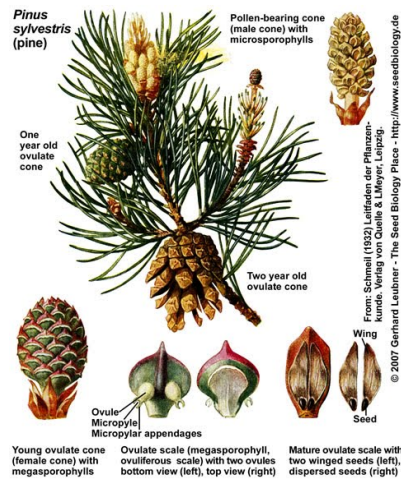 Pinus
sylvestris
(pine)
Pollen-bearing cone
(male cone) with
microsporophylls
One
year old
ovulate
cone
Two year old
ovulate cone
From: Schmeil (1932) Leitfaden der Pflanzen-
kunde. Verlag von Quelle & LMeyer, Leipzig.
© 2007 Gerhard Leubner - The Seed Biology Place - http://www.seedbiology.de
Wing
Ovule
Micropyle
Micropylar appendages
Seed
Young ovulate cone
(female cone) with
megasporophylls
Ovulate scale (megasporophyll,
ovuliferous scale) with two ovules
bottom view (left), top view (right)
Mature ovulate scale with
two winged seeds (left),
dispersed seeds (right)